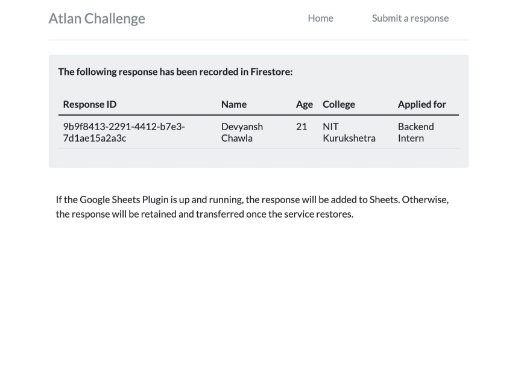 Atlan Challenge Home Submit a response
The following response has been recorded in Firestore:
Response ID Name Age College Applied for
9b9f8413-2291-4412-b7e3- Devyansh 21 NIT Backend
7d1ae15a2a3c Chawla Kurukshetra Intern
If the Google Sheets Plugin is up and running, the response will be added to Sheets. Otherwise,
the response will be retained and transferred once the service restores.